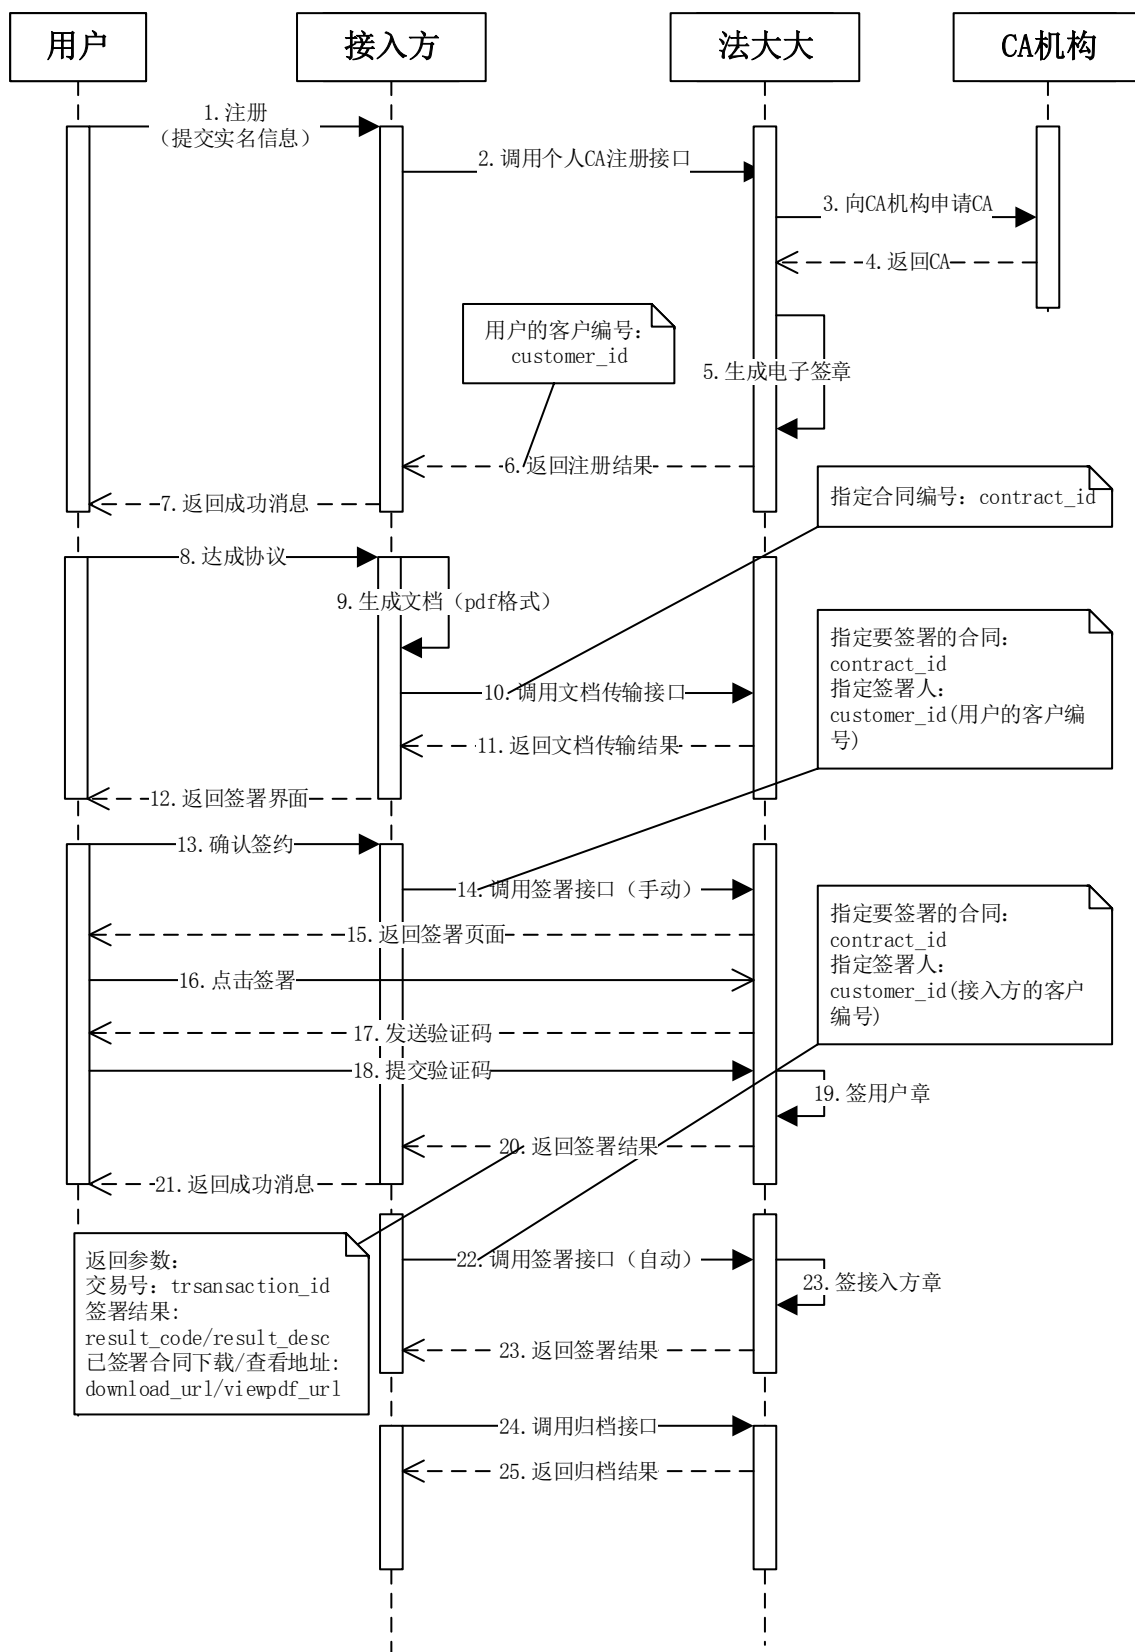 用户
接入方
法大大
CA机构
1.注册
（提交实名信息）
2.调用个人CA注册接口
3.向CA机构申请CA
4.返回CA
用户的客户编号：
customer_id
5.生成电子签章
6.返回注册结果
指定合同编号：contract_id
7.返回成功消息
8.达成协议
9.生成文档（pdf格式）
指定要签署的合同：
contract_id
指定签署人：
customer_id(用户的客户编
号)
10.调用文档传输接口
11.返回文档传输结果
12.返回签署界面
13.确认签约
14.调用签署接口（手动）
指定要签署的合同：
contract_id
指定签署人：
customer_id(接入方的客户
编号)
15.返回签署页面
16.点击签署
17.发送验证码
18.提交验证码
19.签用户章
20.返回签署结果
21.返回成功消息
返回参数：
交易号：trsansaction_id
签署结果:
result_code/result_desc
已签署合同下载/查看地址:
download_url/viewpdf_url
22.调用签署接口（自动）
23.签接入方章
23.返回签署结果
24.调用归档接口
25.返回归档结果